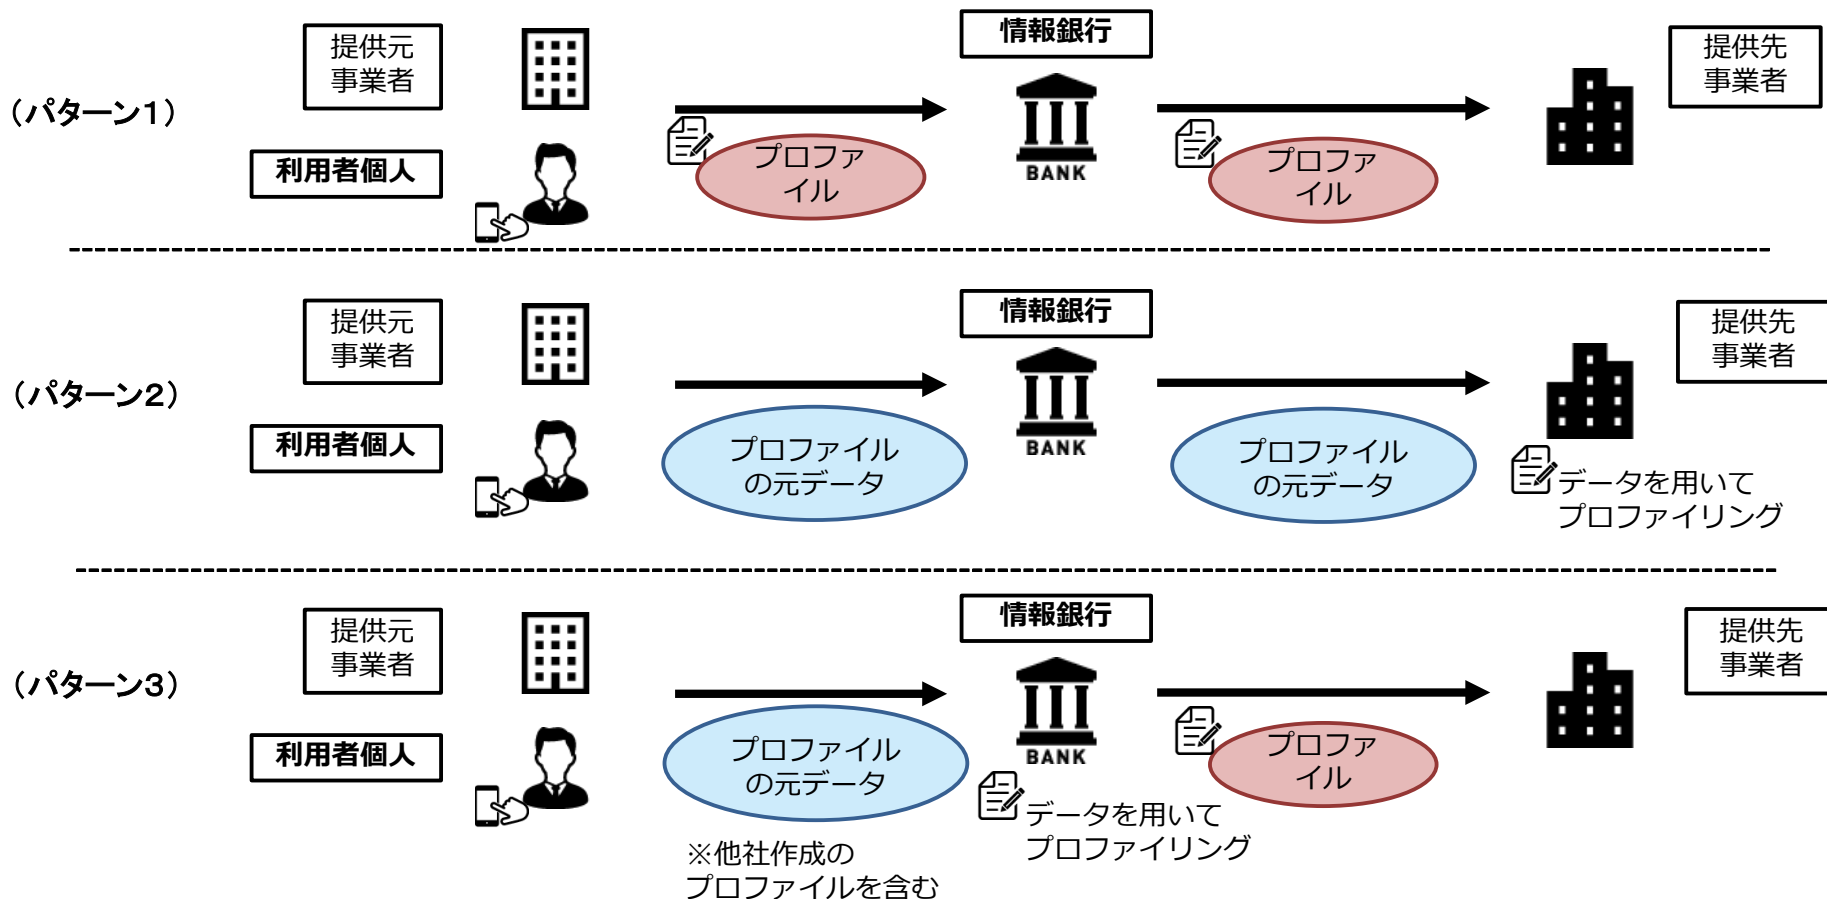 (パターン1)
提供元
事業者
利用者個人
プロファ
イル
情報銀行
BANK
プロファ
イル
提供先
事業者
(パターン2)
提供元
事業者
利用者個人
プロファイル
の元データ
情報銀行
BANK
プロファイル
の元データ
提供先
事業者
データを用いて
プロファイリング
(パターン3)
提供元
事業者
利用者個人
プロファイル
の元データ
※他社作成の
プロファイルを含む
情報銀行
BANK
データを用いて
プロファイリング
プロファ
イル
提供先
事業者